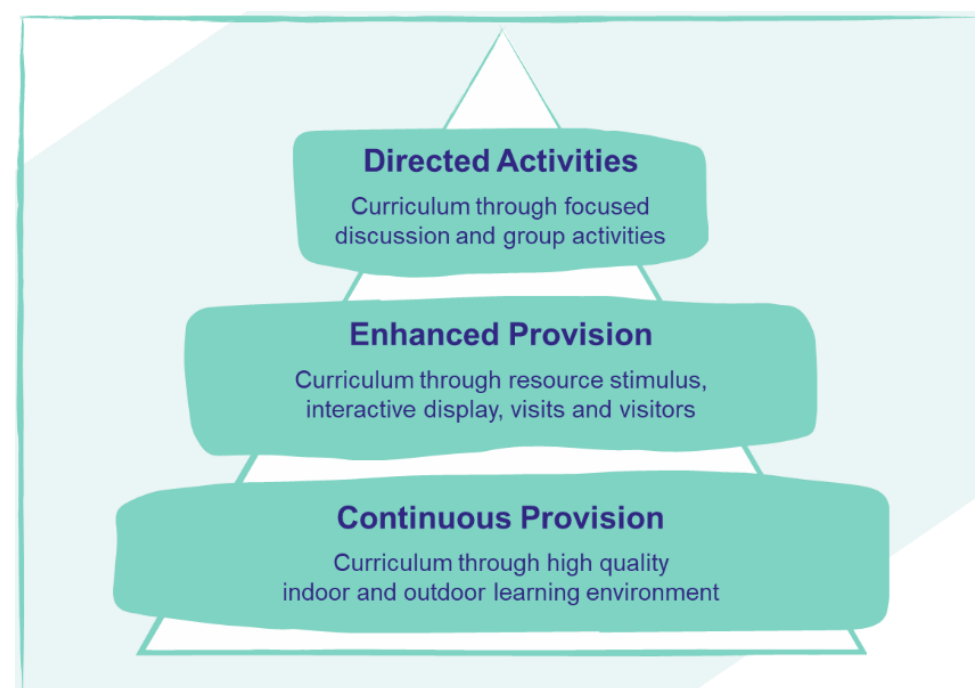 Directed Activities
Curriculum through focused
discussion and group activities
Enhanced Provision
Curriculum through resource stimulus,
interactive display, visits and visitors
Continuous Provision
Curriculum through high quality
indoor and outdoor learning environment